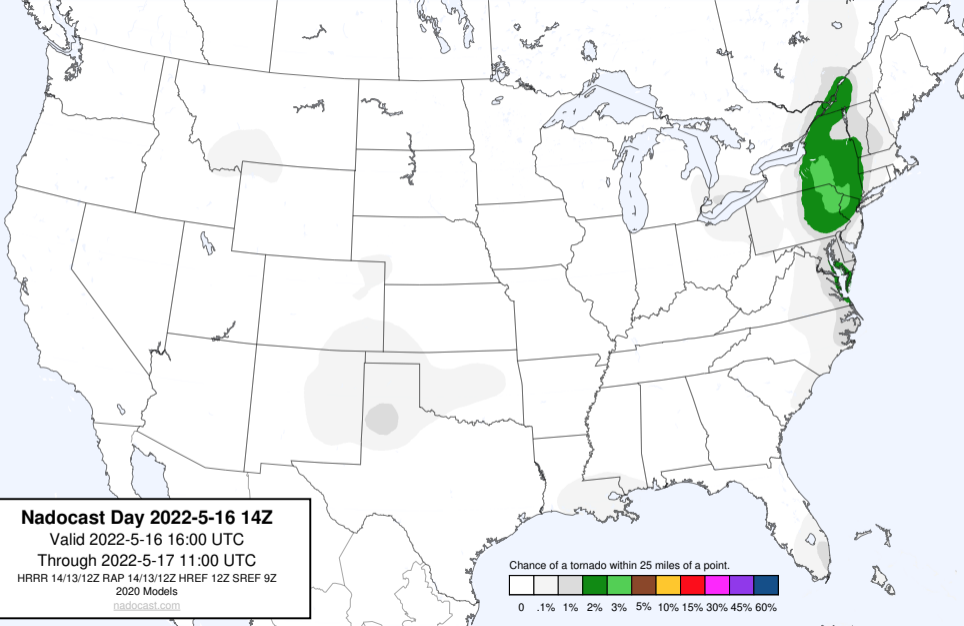 Nadocast Day 2022-5-16 14Z
Valid 2022-5-16 16:00 UTC
Through 2022-5-17 11:00 UTC
HRRR 14/13/12Z RAP 14/13/12Z HREF 12Z SREF 9Z
2020 Models
nadocast.com
Chance of a tornado within 25 miles of a point.
0 .1% 1% 2% 3% 5% 10% 15% 30% 45% 60%